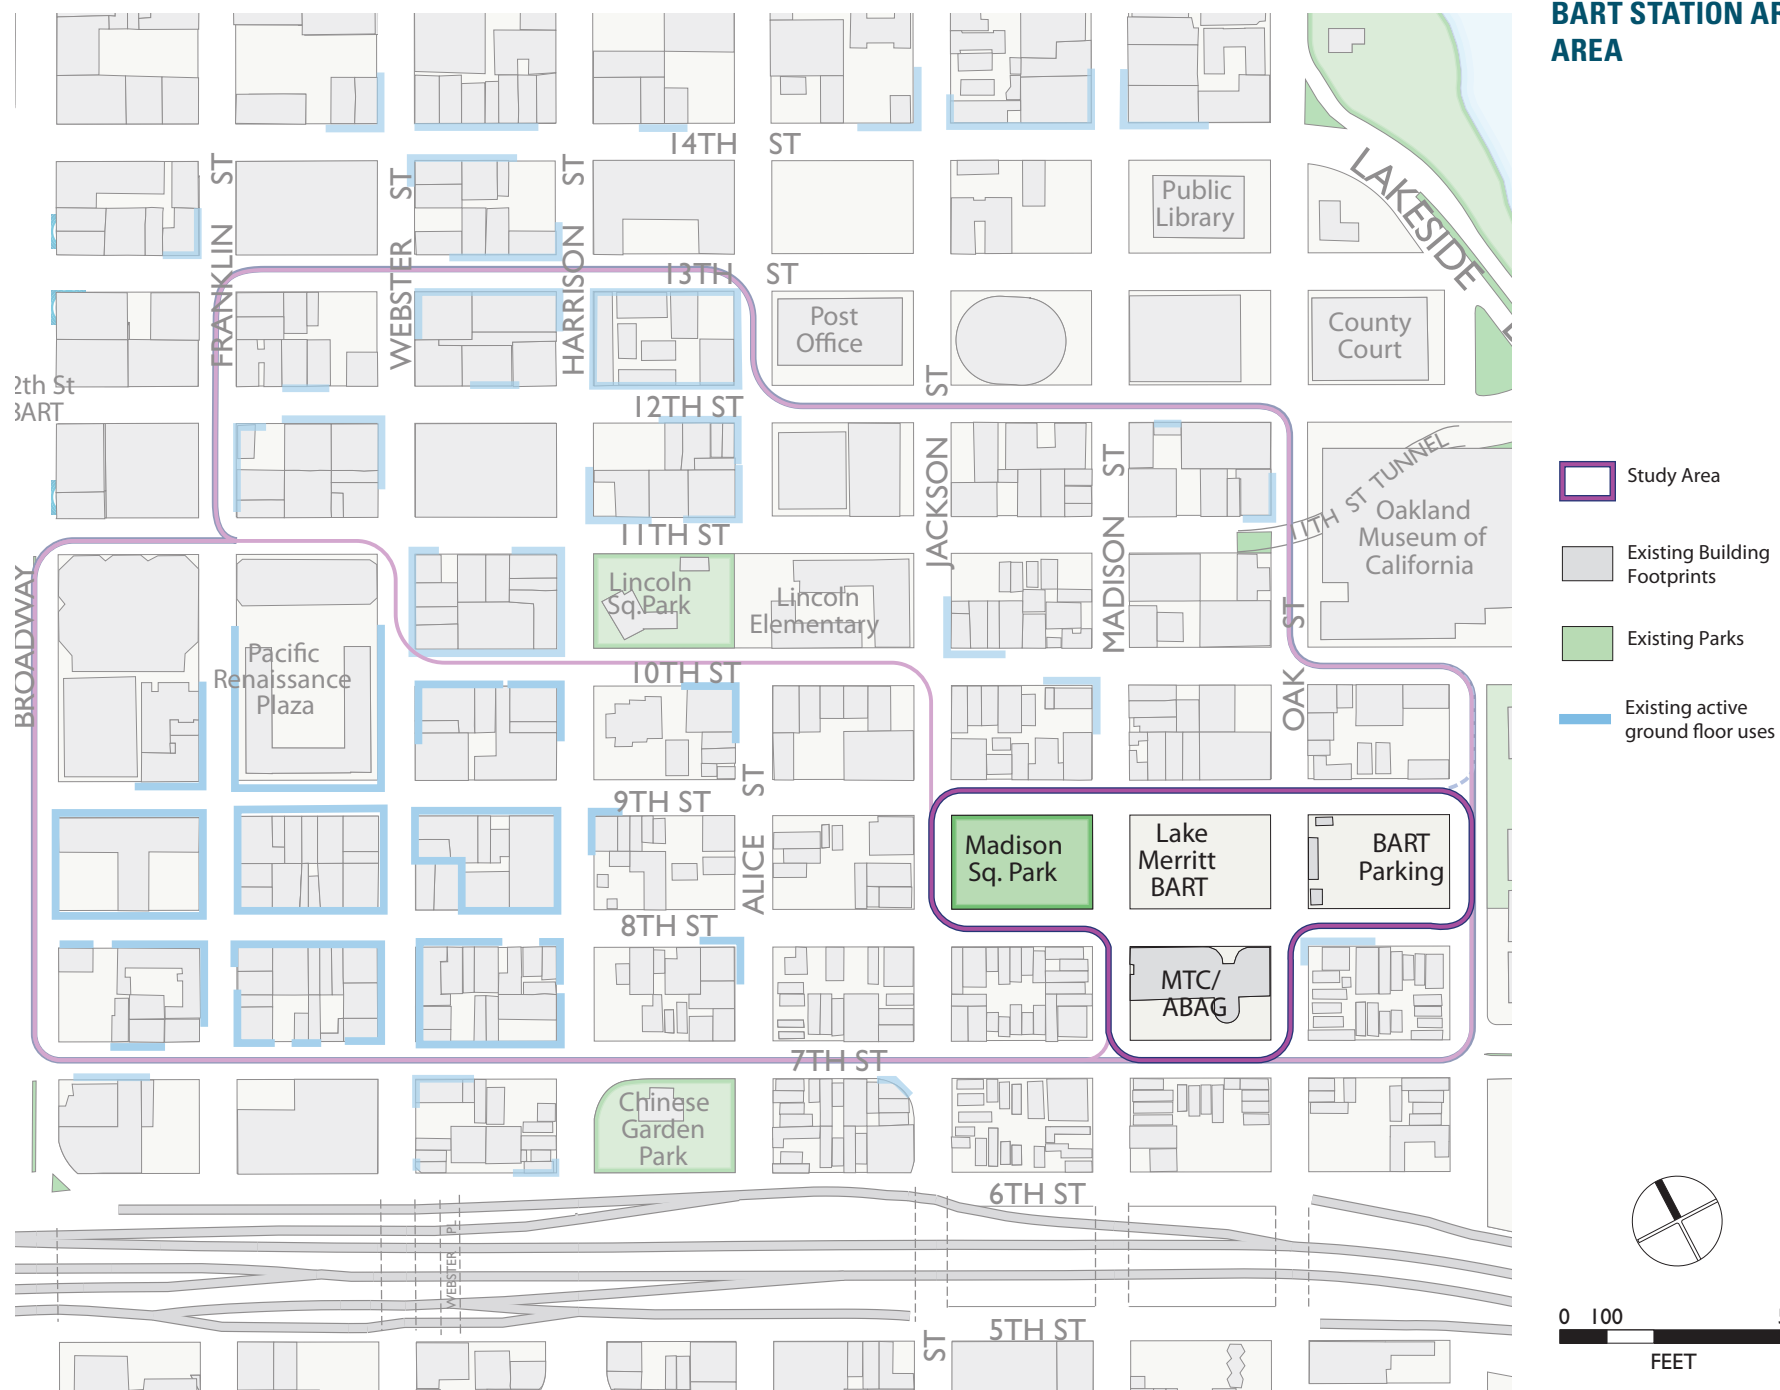 BART STATION AR
AREA
14TH ST
FRANKLIN ST
WEBSTER ST
HARRISON ST
Public
Library
LAKESIDE
13TH ST
Post
Office
County
Court
2th St
BART
12TH ST
JACKSON ST
MADISON ST
11TH ST TUNNEL
Oakland
Museum of
California
11TH ST
Lincoln
Sq.Park
Lincoln
Elementary
BROADWAY
Pacific
Renaissance
Plaza
10TH ST
OAK ST
9TH ST
ALICE ST
Madison
Sq. Park
Lake
Merritt
BART
BART
Parking
8TH ST
MTC/
ABAG
7TH ST
Chinese
Garden
Park
6TH ST
WEBSTER PL
5TH ST
ST
Study Area
Existing Building
Footprints
Existing Parks
Existing active
ground floor uses
0 100
FEET